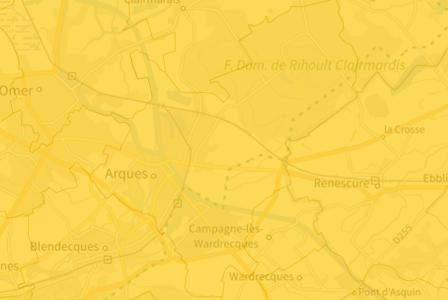 Clairmarais
F. Dom. de Rihoult Clairmardis
Omer
la Crosse
Arques
Renescure
Ebbli
Campagne-lès-
Wardrecques
D255
Blendecques
nes
Wardrecques
Pont d'Asquin